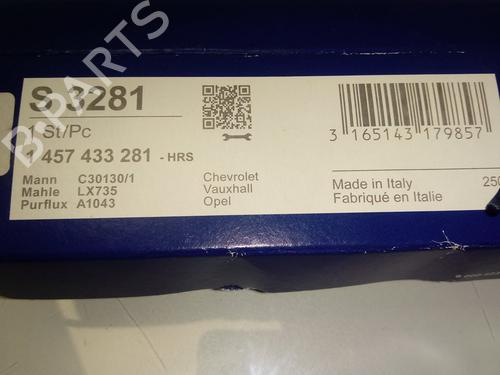 B PARTS
S 3281
1 St/Pc
457 433 281 - HRS
Mann C30130/1
Mahle LX735
Purflux A1043
Chevrolet
Vauxhall
Opel
3 165143 179857
Made in Italy
Fabriqué en Italie
250